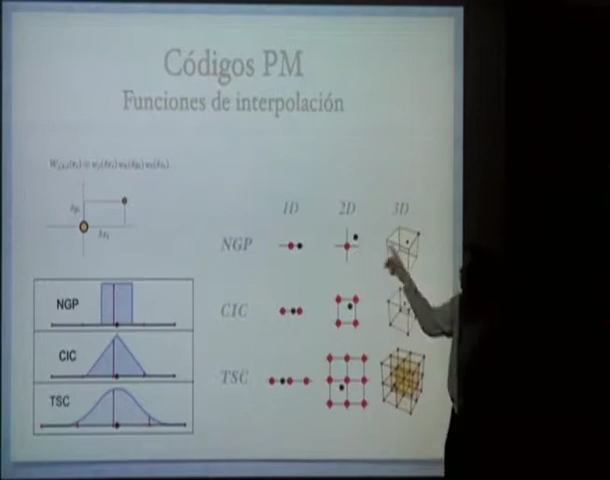 Códigos PM
Funciones de interpolación
1D 2D 3D
NGP
CIC
TSC
NGP
CIC
TSC